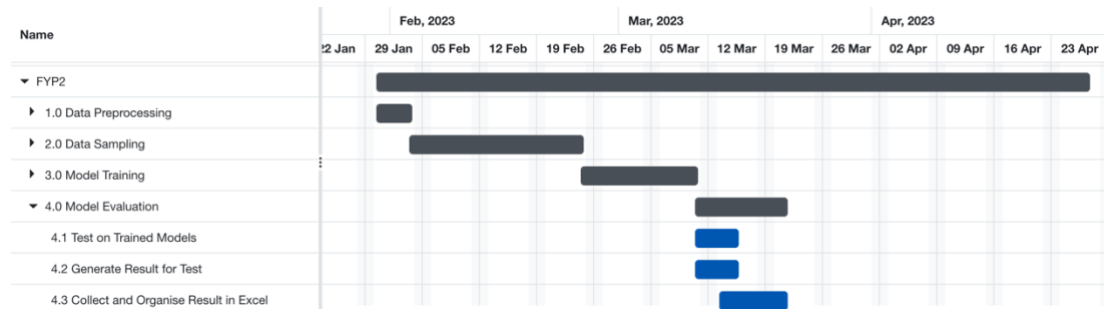 Feb, 2023 Mar, 2023 Apr, 2023
Name
22 Jan 29 Jan 05 Feb 12 Feb 19 Feb 26 Feb 05 Mar 12 Mar 19 Mar 26 Mar 02 Apr 09 Apr 16 Apr 23 Apr
FYP2
1.0 Data Preprocessing
2.0 Data Sampling
3.0 Model Training
4.0 Model Evaluation
4.1 Test on Trained Models
4.2 Generate Result for Test
4.3 Collect and Organise Result in Excel